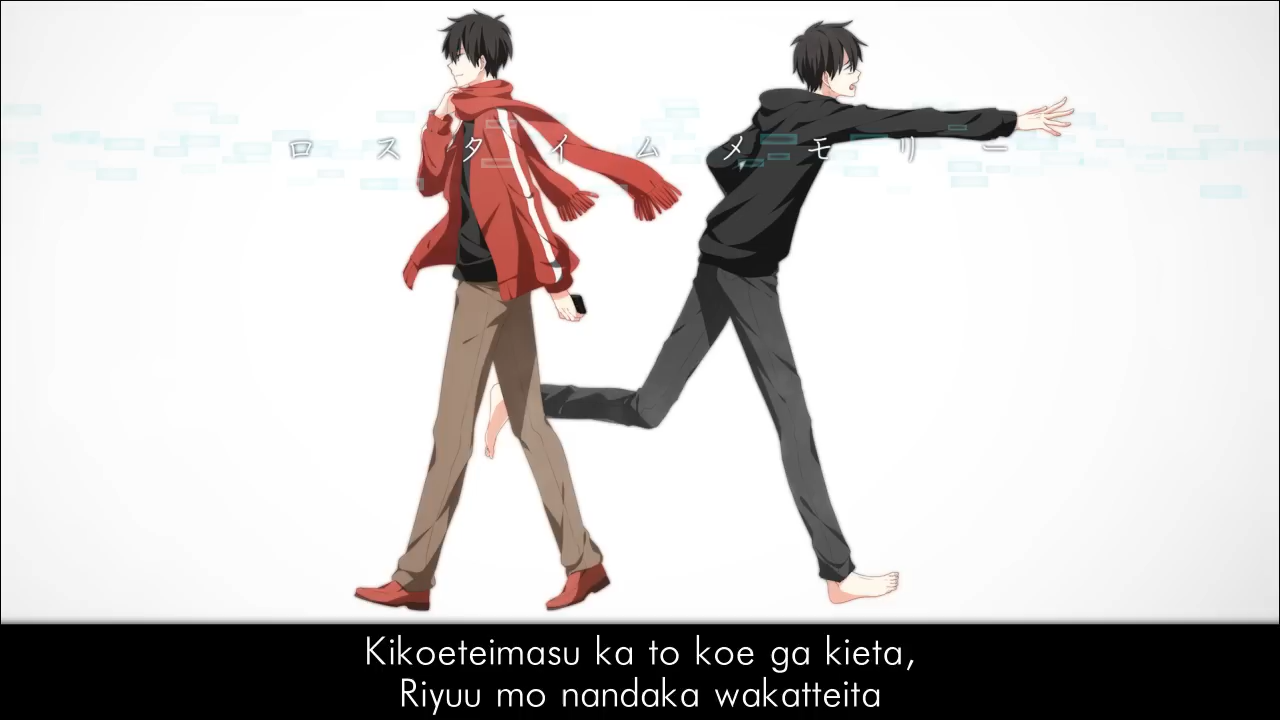 ロスタイムメモリー
Kikoeteimasu ka to koe ga kieta,
Riyuu mo nandaka wakatteita